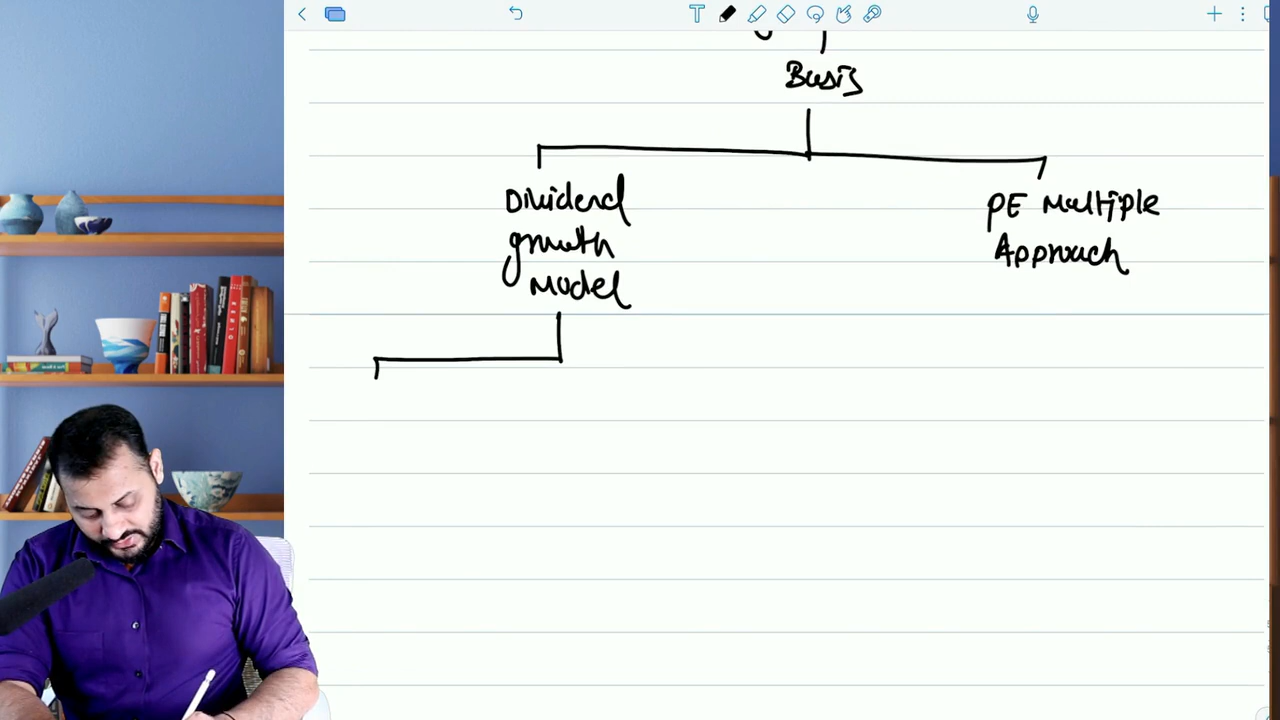 Basis
Dividend
growth
Model
PE Multiple
Approach